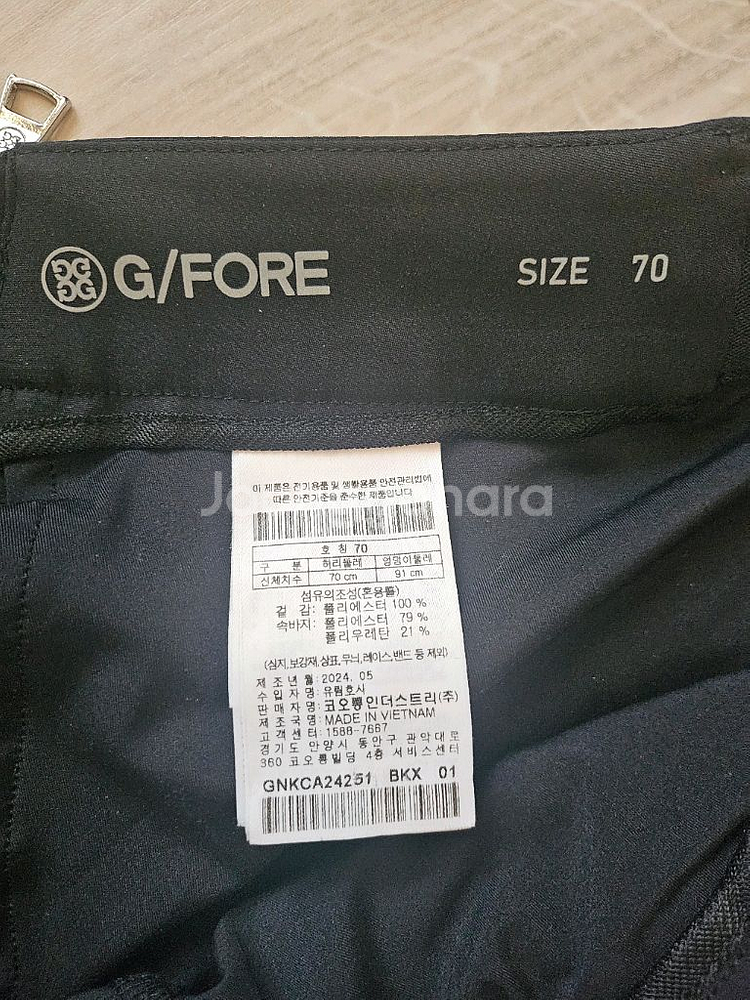 G/FORE SIZE 70
이 제품은 전기용품 및 생활용품 안전관리법에
따른 안전기준을 준수한 제품입니다
호 칭 70
구 분 허리둘레 엉덩이둘레
신체치수 70 cm 91 cm
섬유의조성(혼용률)
겉 감: 폴리에스터 100 %
속바지: 폴리에스터 79 %
폴리우레탄 21 %
(심지,보강재,상표,무늬,레이스,밴드 등 제외)
제 조 년 월: 2024. 05
수 입 자 명: 유림호사
판 매 자 명: 코오롱인더스트리(주)
제 조 국 명: MADE IN VIETNAM
고 객 센 터: 1588-7667
경기도 안양시 동안구 관악대로
360 코오롱빌딩 4층 서비스센터
GNKCA24251 BKX 01